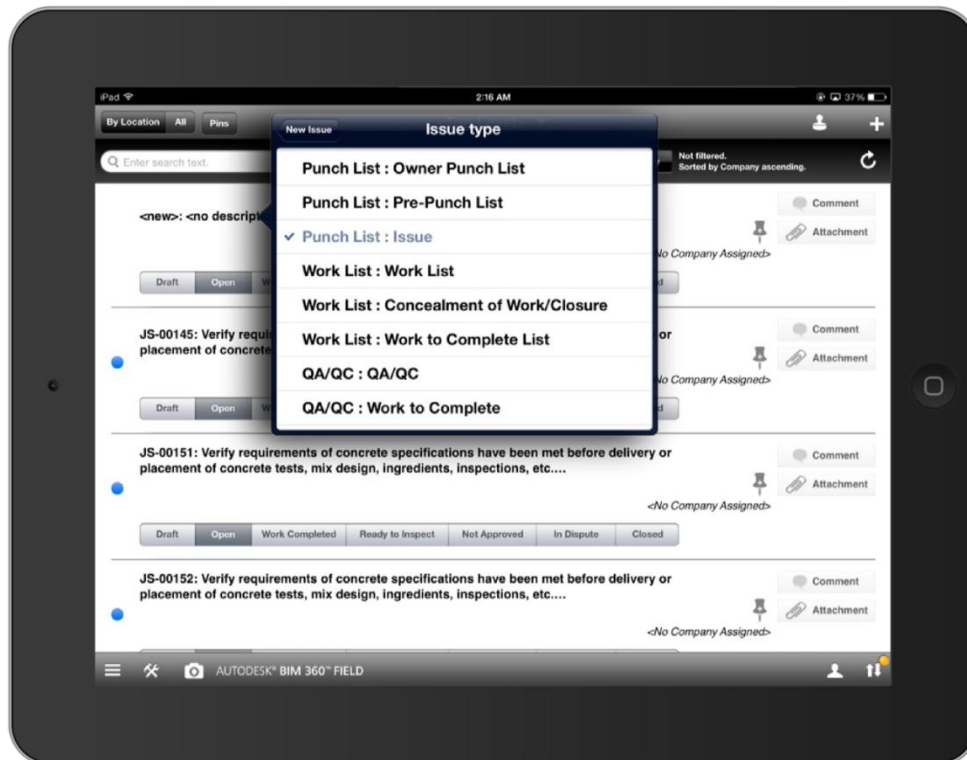 iPad
2:16 AM
37%
By Location All Pins
New Issue
Issue type
Enter search text.
Not filtered.
Sorted by Company ascending.
Punch List : Owner Punch List
Punch List : Pre-Punch List
Punch List : Issue
Work List : Work List
Work List : Concealment of Work/Closure
Work List : Work to Complete List
QA/QC : QA/QC
QA/QC : Work to Complete
<new>: <no descript
Comment
Attachment
No Company Assigned>
Draft Open
JS-00145: Verify requi
or
placement of concrete
Comment
Attachment
No Company Assigned>
Draft Open
JS-00151: Verify requirements of concrete specifications have been met before delivery or
placement of concrete tests, mix design, ingredients, inspections, etc....
Comment
Attachment
<No Company Assigned>
Draft Open Work Completed Ready to Inspect Not Approved In Dispute Closed
JS-00152: Verify requirements of concrete specifications have been met before delivery or
placement of concrete tests, mix design, ingredients, inspections, etc....
Comment
Attachment
<No Company Assigned>
AUTODESK® BIM 360™ FIELD